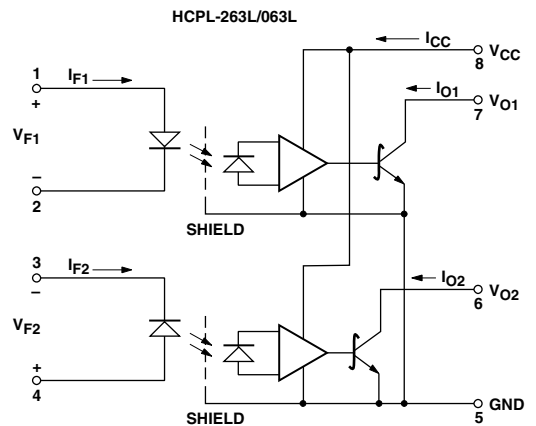 HCPL-263L/063L
ICC
VCC
8
1
IF1
+
IO1
VO1
7
VF1
–
2
SHIELD
3
IF2
–
IO2
VO2
6
VF2
+
4
GND
5
SHIELD